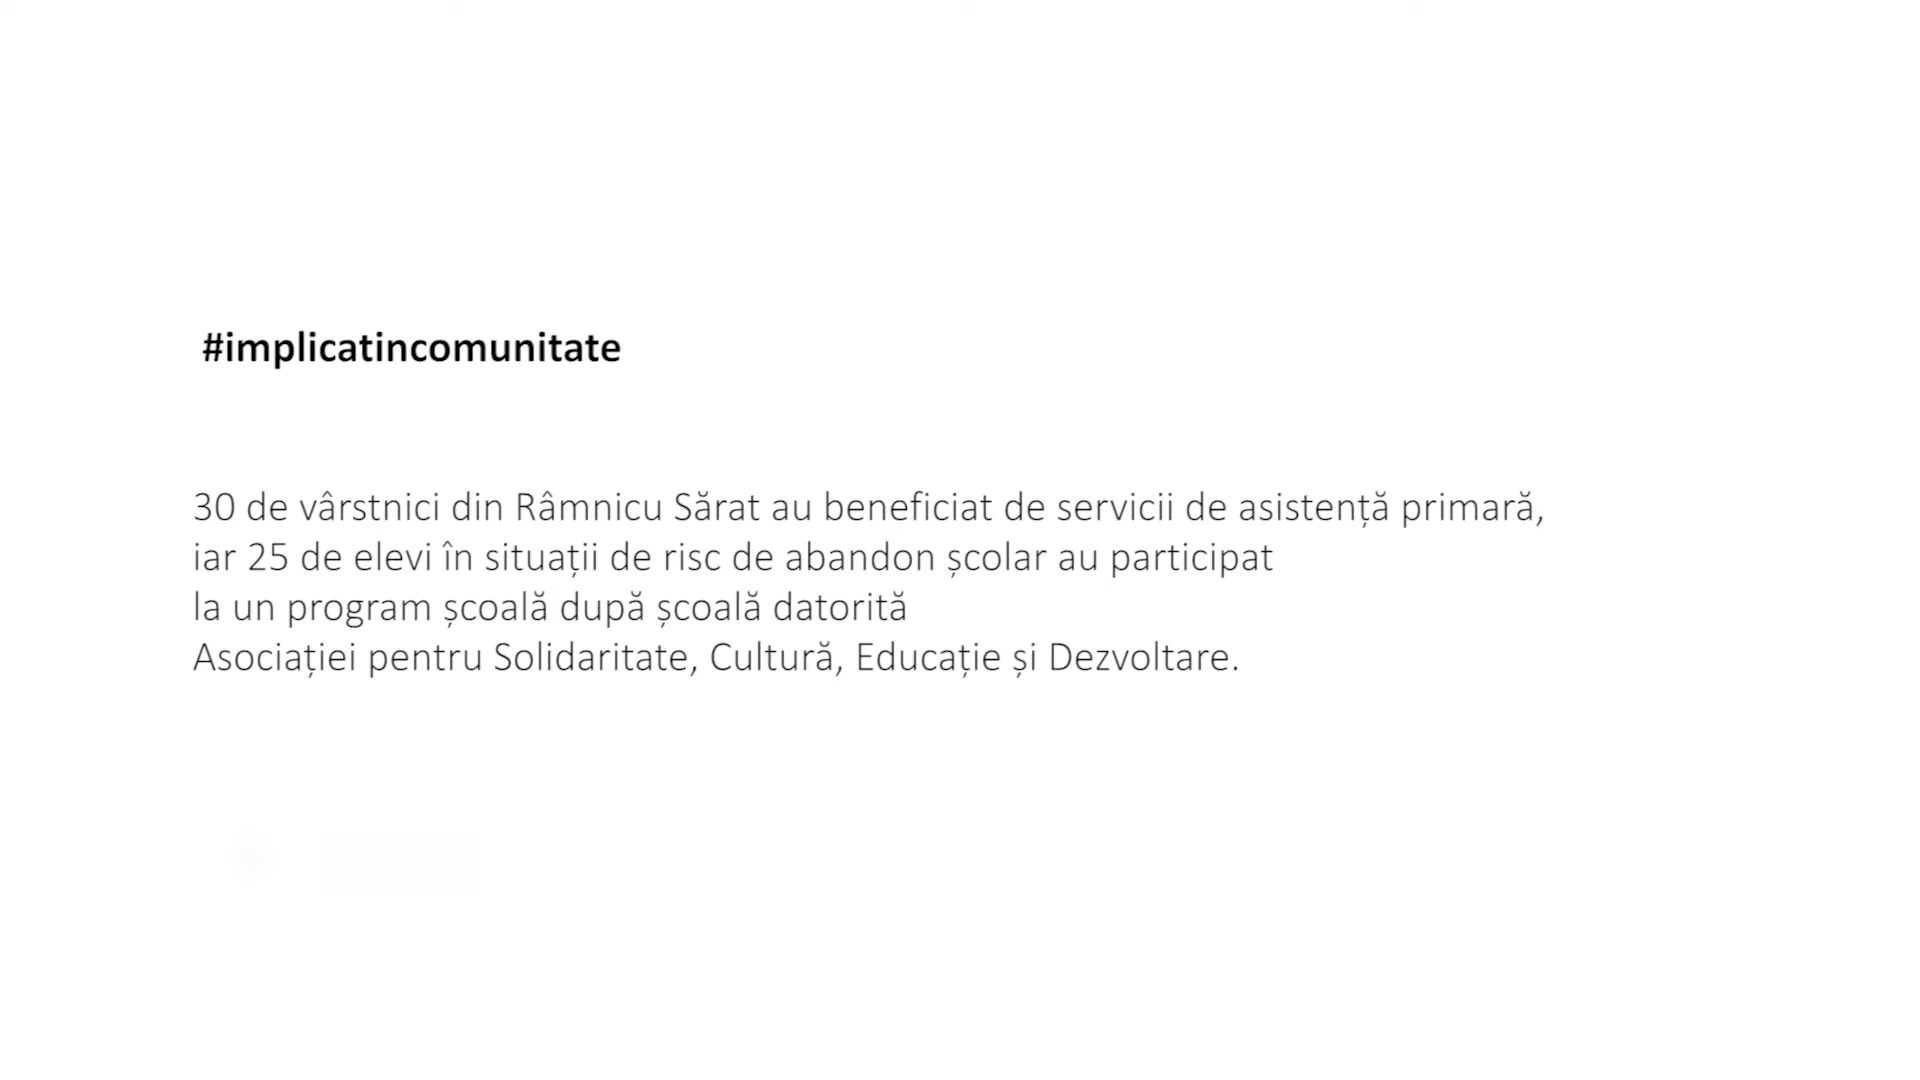 #implicatincomunitate
30 de vârstnici din Râmnicu Sărat au beneficiat de servicii de asistență primară,
iar 25 de elevi în situații de risc de abandon școlar au participat
la un program școală după școală datorită
Asociației pentru Solidaritate, Cultură, Educație și Dezvoltare.